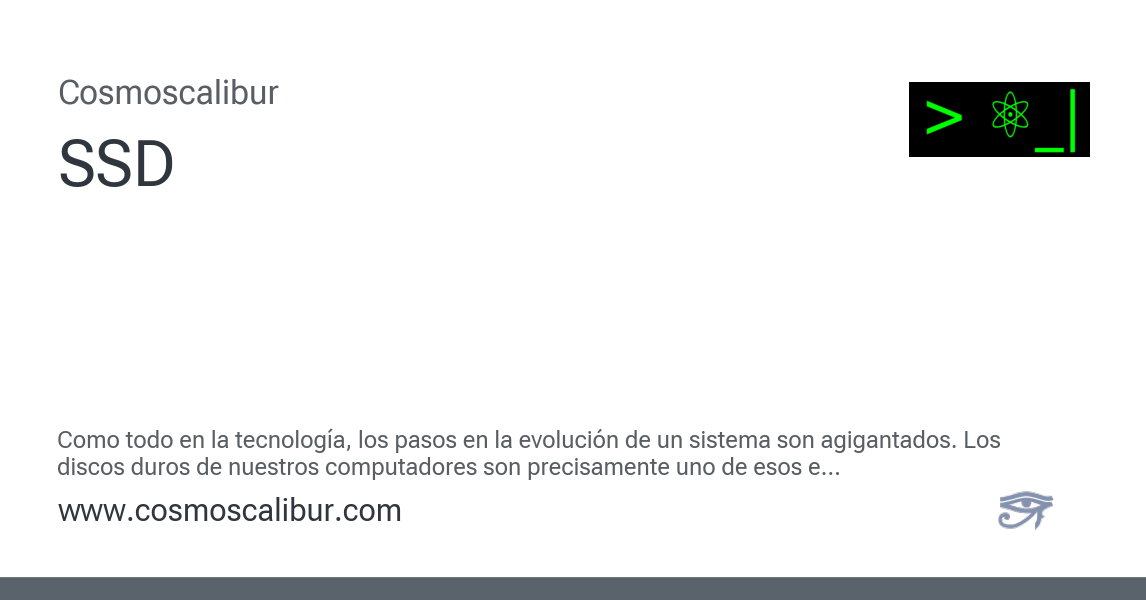 Cosmoscalibur
SSD
> ⚛_|
Como todo en la tecnología, los pasos en la evolución de un sistema son agigantados. Los
discos duros de nuestros computadores son precisamente uno de esos e...
www.cosmoscalibur.com